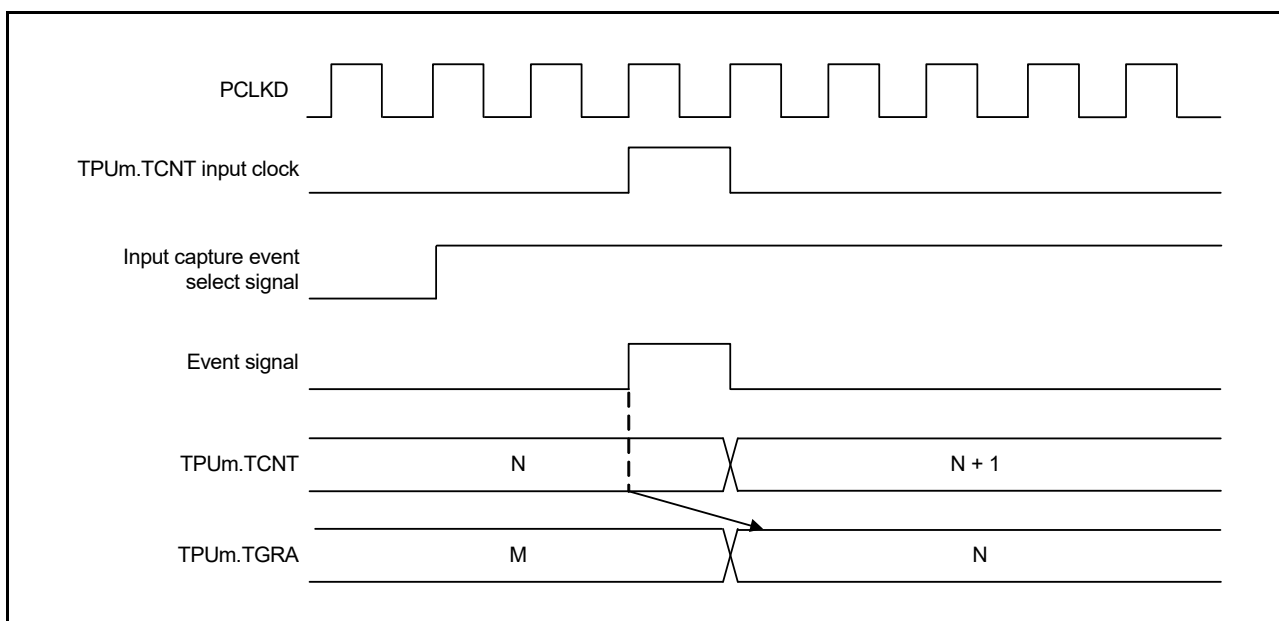 PCLKD
TPUm.TCNT input clock
Input capture event
select signal
Event signal
TPUm.TCNT
N
N + 1
TPUm.TGRA
M
N